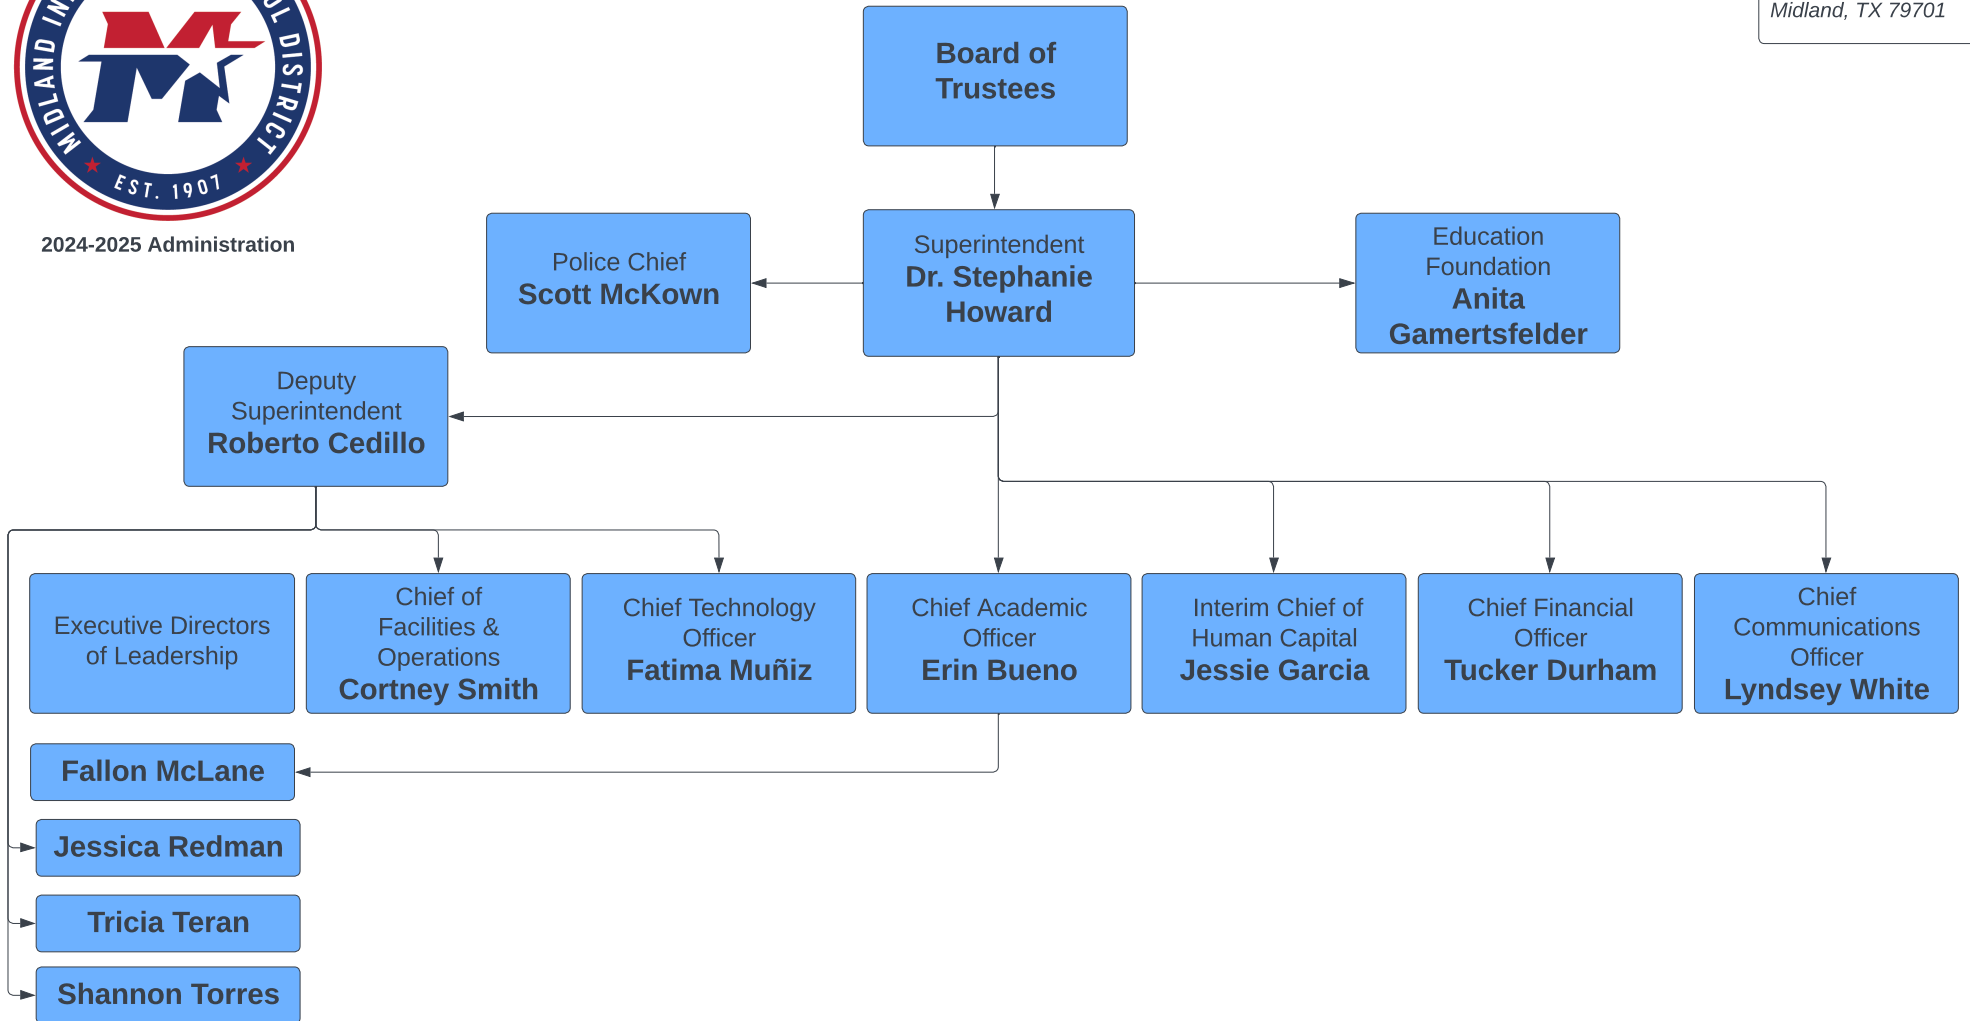 MIDLAND IN
OL DISTRICT
EST. 1907
2024-2025 Administration
Midland, TX 79701
Board of
Trustees
Police Chief
Scott McKown
Superintendent
Dr. Stephanie
Howard
Education
Foundation
Anita
Gamertsfelder
Deputy
Superintendent
Roberto Cedillo
Executive Directors
of Leadership
Chief of
Facilities &
Operations
Cortney Smith
Chief Technology
Officer
Fatima Muñiz
Chief Academic
Officer
Erin Bueno
Interim Chief of
Human Capital
Jessie Garcia
Chief Financial
Officer
Tucker Durham
Chief
Communications
Officer
Lyndsey White
Fallon McLane
Jessica Redman
Tricia Teran
Shannon Torres